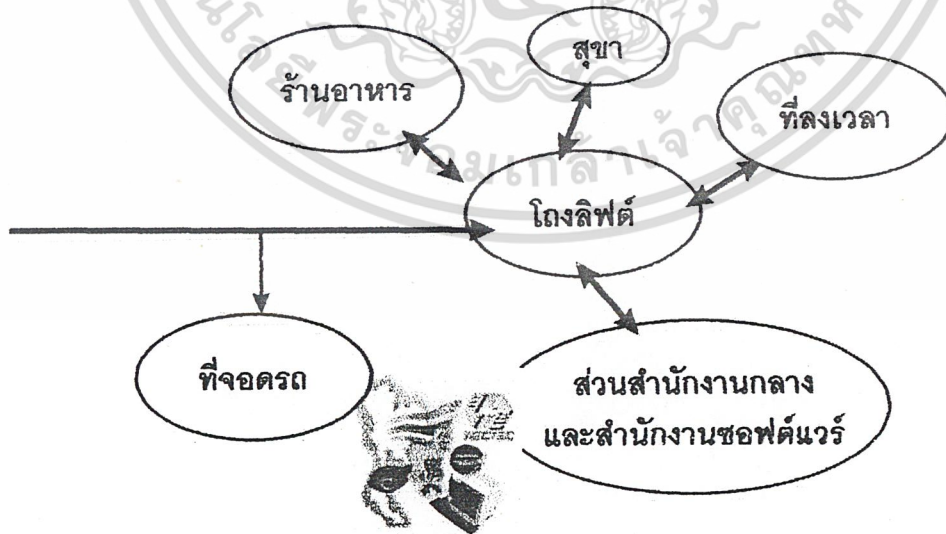 สุขา
ร้านอาหาร
ที่ลงเวลา
โถงลิฟต์
ที่จอดรถ
ส่วนสำนักงานกลาง
และสำนักงานซอฟต์แวร์